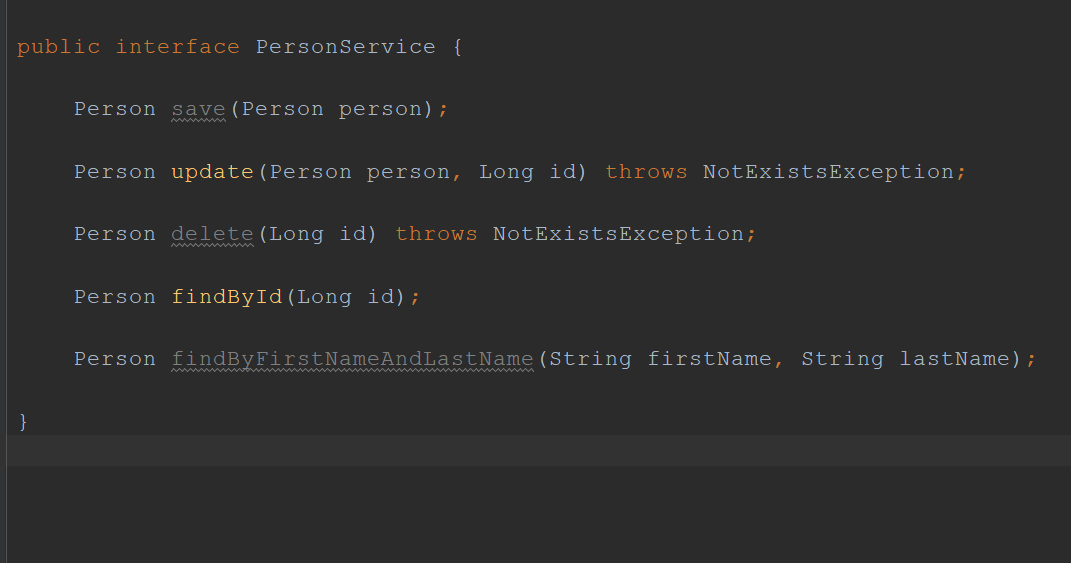 public interface PersonService {
Person save(Person person);
Person update(Person person, Long id) throws NotExistsException;
Person delete(Long id) throws NotExistsException;
Person findById(Long id);
Person findByFirstNameAndLastName(String firstName, String lastName);
}